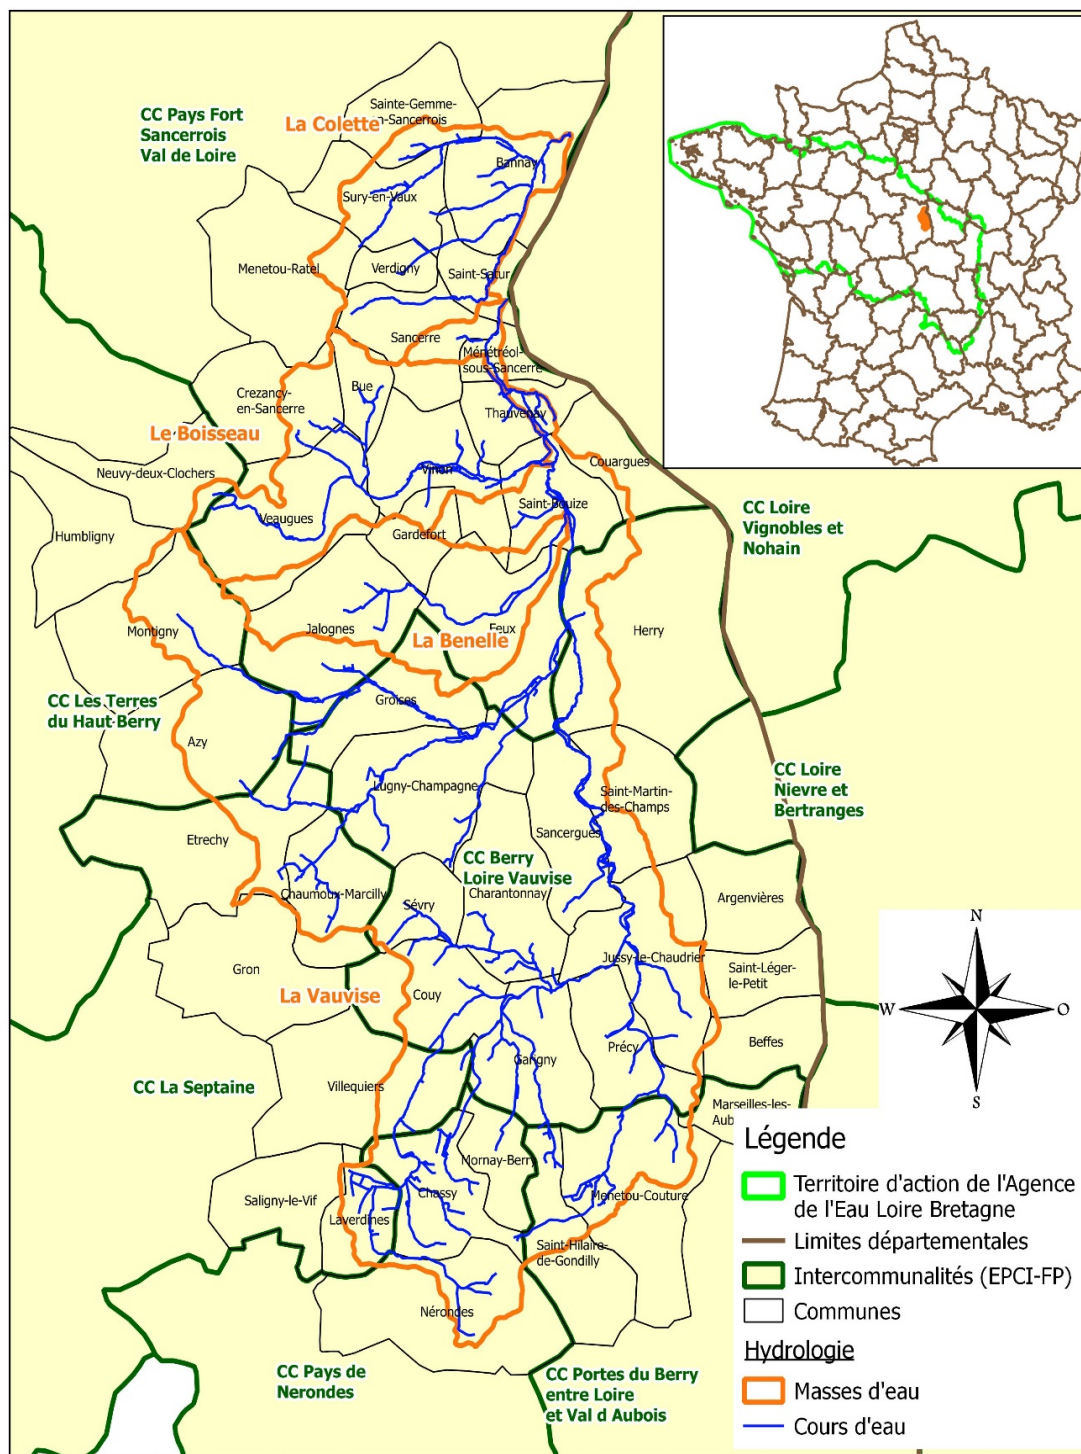 CC Pays Fort
Sancerrois
Val de Loire
La Colette
Sainte-Gemme-
en-Sancerrois
Bannay
Sury-en-Vaux
Menetou-Ratel
Verdigny
Saint-Satur
Sancerre
Ménétréol-
sous-Sancerre
Crezancy-
en-Sancerre
Bue
Thauvenay
Le Boisseau
Neuvy-deux-Clochers
Vinon
Couargues
Humbligny
Veaugues
Saint-Bouize
Gardefort
CC Loire
Vignobles et
Nohain
Montigny
Jalognes
La Benelle
Feux
Herry
CC Les Terres
du Haut Berry
Groises
Azy
Lugny-Champagne
Saint-Martin-
des-Champs
CC Loire
Nievre et
Bertranges
Etrechy
Sancergues
CC Berry
Loire Vauvise
Chaumoux-Marcilly
Sévry
Charantonnay
Argenvières
Gron
Jussy-le-Chaudrier
Saint-Léger-
le-Petit
La Vauvise
Couy
Garigny
Précy
Beffes
CC La Septaine
Villequiers
Marseilles-les-
Aub
Mornay-Berry
Saligny-le-Vif
Chassy
Menetou-Couture
Laverdines
Saint-Hilaire-
de-Gondilly
Nérondes
CC Pays de
Nerondes
CC Portes du Berry
entre Loire
et Val d Aubois
N
W
O
S
Légende
Territoire d'action de l'Agence
de l'Eau Loire Bretagne
Limites départementales
Intercommunalités (EPCI-FP)
Communes
Hydrologie
Masses d'eau
Cours d'eau